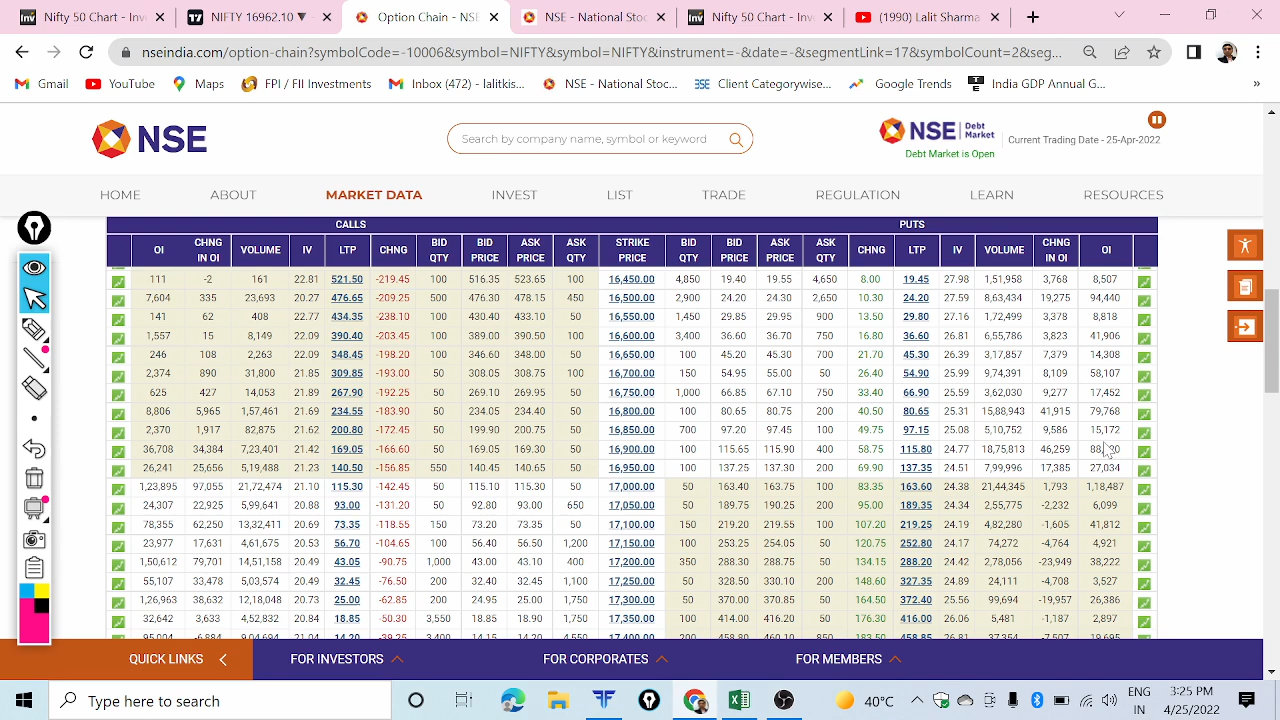 Nifty
Option Chain - NSE
nseindia.com/option-chain?symbolCode=-10006&symbol=NIFTY&symbol=NIFTY&instrument=-&date=-&segmentLink=17&symbolCount=2&seg...
Gmail YouTube Maps FPI / FII Investments Inbox (472) - lalitkis... NSE - National Stoc... Client Categorywise... Google Trends India GDP Annual G... »
NSE
Search by company name, symbol or keyword
NSE Debt Market
Current Trading Date - 25-Apr-2022
Debt Market is Open
HOME ABOUT MARKET DATA INVEST LIST TRADE REGULATION LEARN RESOURCES
CALLS PUTS
OI CHNG IN OI VOLUME IV LTP CHNG BID QTY BID PRICE ASK PRICE ASK QTY STRIKE PRICE BID QTY BID PRICE ASK PRICE ASK QTY CHNG LTP IV VOLUME CHNG IN OI OI
111 -2 161 22.81 521.50 -219.45 100 516.35 523.65 100 16,450.00 4,850 19.40 19.55 4,650 8.00 19.45 27.98 1,51,958 3,768 8,507
7,604 335 23,693 20.27 476.65 -209.25 500 476.30 478.15 450 16,500.00 2,900 24.20 24.25 2,650 10.30 24.20 27.59 8,63,434 19,275 94,440
141 62 408 22.77 434.35 -238.10 100 430.40 433.10 50 16,550.00 1,450 29.85 29.95 900 13.50 29.80 27.16 1,72,499 3,378 8,818
1,557 15 8,149 22.09 390.40 -203.45 100 389.00 390.85 100 16,600.00 3,400 36.60 36.70 750 16.80 36.60 26.81 6,55,786 3,823 41,906
246 108 2,263 22.09 348.45 -198.20 100 346.60 348.00 50 16,650.00 100 45.20 45.30 700 21.70 45.30 26.39 3,17,857 7,379 14,308
2,374 890 31,800 21.85 309.85 -193.00 50 308.05 308.75 100 16,700.00 150 54.95 55.00 50 26.40 54.90 25.99 9,74,391 8,109 58,107
625 427 14,053 21.89 267.90 -192.25 50 269.10 269.95 50 16,750.00 1,000 66.85 67.10 750 33.40 66.90 25.59 3,62,030 9,277 17,452
8,806 5,965 1,57,461 21.69 234.55 -183.90 50 234.05 234.40 50 16,800.00 100 80.65 80.75 200 40.50 80.65 25.31 15,88,943 41,915 79,768
2,370 1,917 82,875 21.62 200.80 -172.45 50 199.90 200.75 50 16,850.00 700 97.20 97.45 100 49.75 97.15 25.08 5,10,752 9,586 15,172
36,708 34,384 7,23,401 21.42 169.05 -166.60 50 169.05 169.30 50 16,900.00 100 115.65 115.90 400 58.75 115.80 24.77 18,75,813 46,259
26,241 25,656 5,19,488 21.23 140.50 -156.85 550 140.45 140.65 50 16,950.00 100 137.25 137.30 200 69.90 137.35 24.51 7,99,996 17,385 27,034
1,23,895 97,055 21,72,474 21.10 115.30 -142.45 50 115.10 115.30 50 17,000.00 50 163.40 163.75 300 83.35 163.60 24.38 21,44,345 1,793 1,18,487
24,307 22,925 5,99,641 20.88 93.00 -131.20 50 92.80 93.00 650 17,050.00 50 189.75 190.25 200 95.00 189.35 24.34 2,55,775 -2,232 6,099
78,355 62,250 13,32,411 20.69 73.35 -118.55 50 73.20 73.35 50 17,100.00 150 219.20 219.55 100 107.20 219.25 24.19 4,82,280 -1,605 41,812
23,977 17,631 4,61,675 20.53 56.70 -104.65 100 56.40 56.50 1,200 17,150.00 100 253.25 254.05 50 120.75 252.80 24.17 74,272 -4,764 4,921
1,50,612 79,701 14,51,158 20.49 43.05 -90.75 100 43.00 43.10 400 17,200.00 350 288.30 288.75 50 134.15 288.20 24.42 2,78,056 -23,949 38,222
55,107 33,478 5,03,574 20.49 32.45 -76.50 200 32.40 32.45 1,100 17,250.00 50 328.50 330.10 200 148.60 327.35 24.89 24,111 -4,708 3,527
1,26,963 38,632 12,18,048 20.73 25.00 -62.85 200 24.95 25.00 1,750 17,300.00 50 370.00 370.85 50 164.50 372.40 25.56 99,694 -19,957 26,386
32,646 3,633 4,52,832 20.84 18.85 -50.30 3,550 18.85 18.90 1,750 17,350.00 100 414.00 416.20 50 176.30 416.00 26.06 5,481 -1,187 2,897
QUICK LINKS FOR INVESTORS FOR CORPORATES FOR MEMBERS
Type here to search
40°C
ENG
IN
3:25 PM
4/25/2022